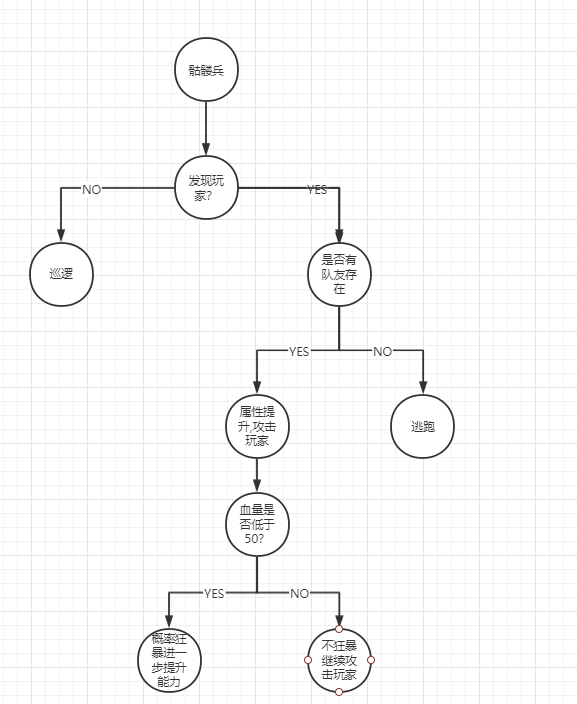 骷髅兵
发现玩
家?
NO
YES
巡逻
是否有
队友存
在
YES
NO
属性提
升,攻击
玩家
逃跑
血量是
否低于
50?
YES
NO
概率狂
暴进一
步提升
能力
不狂暴
继续攻
击玩家